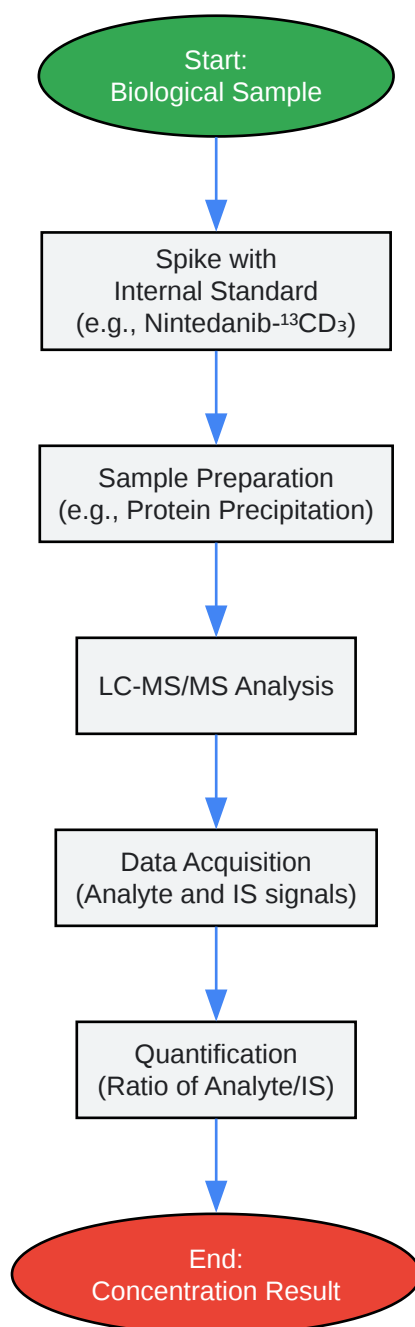 Start:
Biological Sample
Spike with
Internal Standard
(e.g., Nintedanib-¹³CD₃)
Sample Preparation
(e.g., Protein Precipitation)
LC-MS/MS Analysis
Data Acquisition
(Analyte and IS signals)
Quantification
(Ratio of Analyte/IS)
End:
Concentration Result